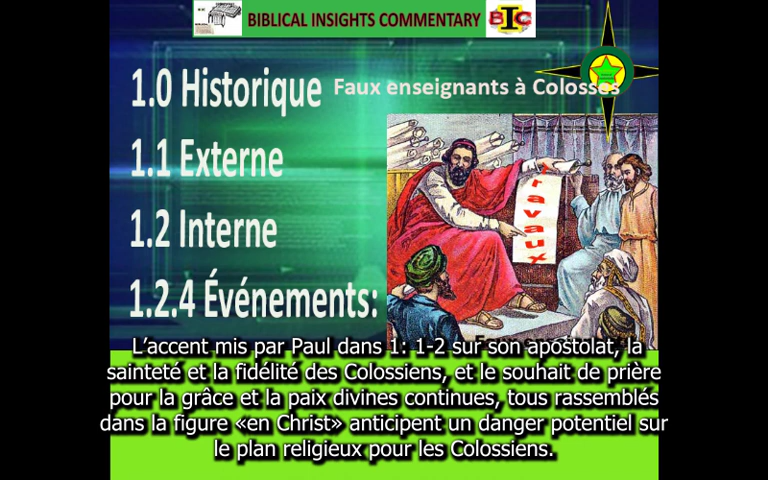 BIBLICAL INSIGHTS COMMENTARY
BIC
1.0 Historique
Faux enseignants à Colosses
1.1 Externe
1.2 Interne
1.2.4 Événements:
Travaux
L’accent mis par Paul dans 1: 1-2 sur son apostolat, la
sainteté et la fidélité des Colossiens, et le souhait de prière
pour la grâce et la paix divines continues, tous rassemblés
dans la figure «en Christ» anticipent un danger potentiel sur
le plan religieux pour les Colossiens.